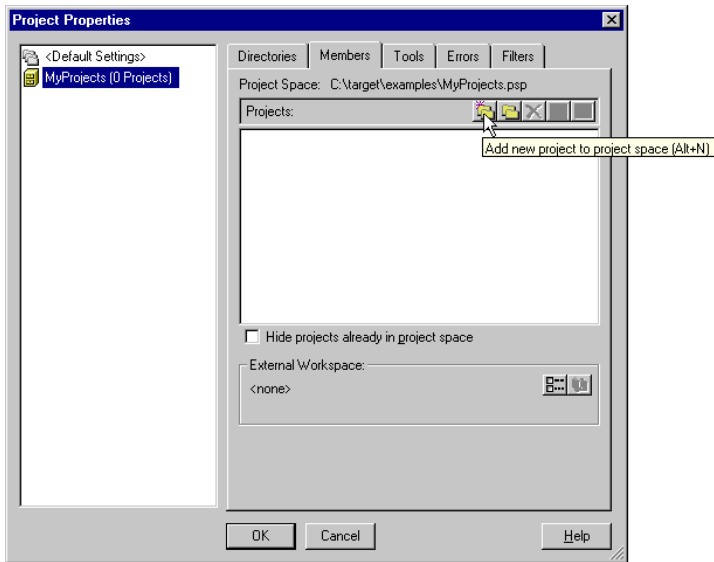 Project Properties
<Default Settings>
MyProjects (0 Projects)
Directories Members Tools Errors Filters
Project Space: C:\target\examples\MyProjects.psp
Projects:
Add new project to project space (Alt+N)
Hide projects already in project space
External Workspace:
<none>
OK Cancel Help